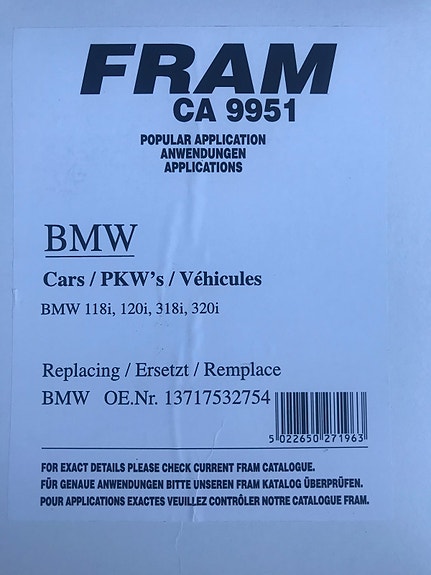 FRAM
CA 9951
POPULAR APPLICATION
ANWENDUNGEN
APPLICATIONS
BMW
Cars / PKW's / Véhicules
BMW 118i, 120i, 318i, 320i
Replacing / Ersetzt / Remplace
BMW OE.Nr. 13717532754
5 022650 271963
FOR EXACT DETAILS PLEASE CHECK CURRENT FRAM CATALOGUE.
FÜR GENAUE ANWENDUNGEN BITTE UNSEREN FRAM KATALOG ÜBERPRÜFEN.
POUR APPLICATIONS EXACTES VEUILLEZ CONTRÔLER NOTRE CATALOGUE FRAM.